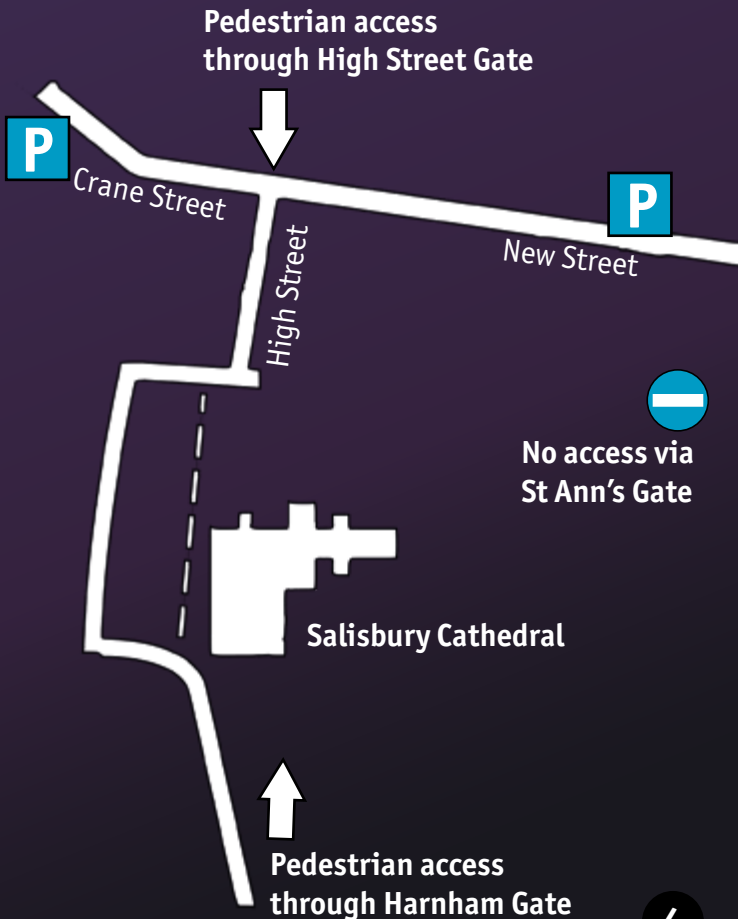 Pedestrian access
through High Street Gate
P
Crane Street
P
New Street
High Street
No access via
St Ann's Gate
Salisbury Cathedral
Pedestrian access
through Harnham Gate